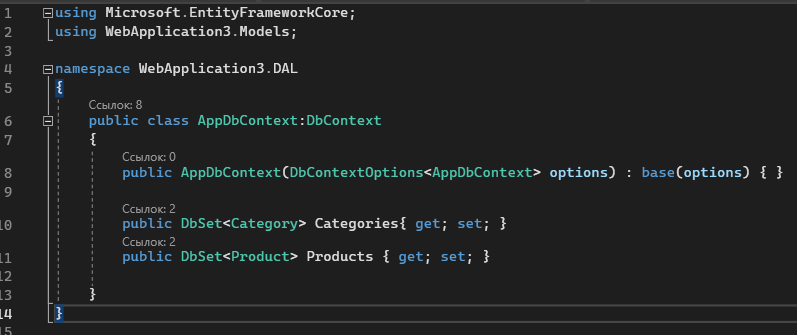 1 using Microsoft.EntityFrameworkCore;
2 using WebApplication3.Models;
3
4 namespace WebApplication3.DAL
5 {
Ссылок: 8
6 public class AppDbContext:DbContext
7 {
Ссылок: 0
8 public AppDbContext(DbContextOptions<AppDbContext> options) : base(options) { }
9
Ссылок: 2
10 public DbSet<Category> Categories{ get; set; }
Ссылок: 2
11 public DbSet<Product> Products { get; set; }
12
13 }
14 }
15